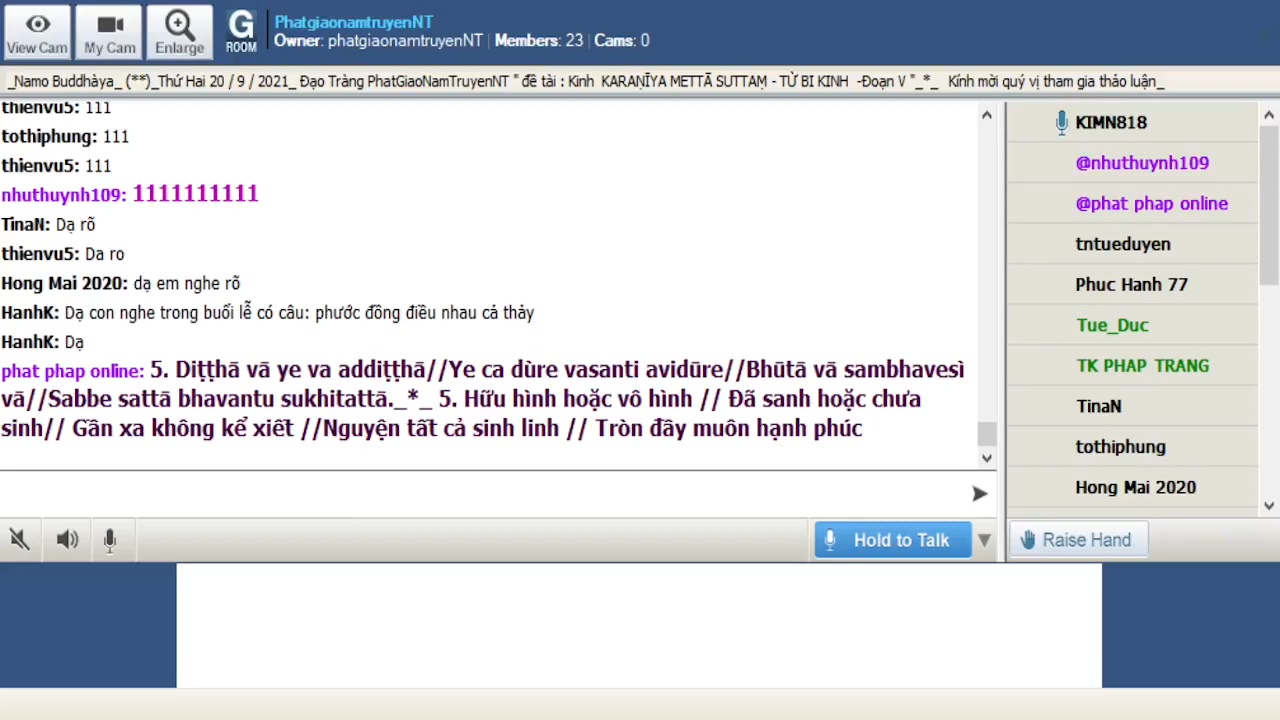 View Cam
My Cam
Enlarge
G
ROOM
PhatgiaonamtruyenNT
Owner: phatgiaonamtruyenNT | Members: 23 | Cams: 0
_Namo Buddhàya_ (**)_Thứ Hai 20 / 9 / 2021_ Đạo Tràng PhatGiaoNamTruyenNT " đề tài : Kinh KARAṆĪYA METTĀ SUTTAṂ - TỪ BI KINH -Đoạn V "_*_ Kính mời quý vị tham gia thảo luận_
thienvu5: 111
tothiphung: 111
thienvu5: 111
nhuthuynh109: 1111111111
TinaN: Dạ rõ
thienvu5: Da ro
Hong Mai 2020: dạ em nghe rõ
HanhK: Dạ con nghe trong buổi lễ có câu: phước đồng điều nhau cả thảy
HanhK: Dạ
phat phap online: 5. Diṭṭhā vā ye va addiṭṭhā//Ye ca dùre vasanti avidūre//Bhūtā vā sambhavesì
vā//Sabbe sattā bhavantu sukhitattā._*_ 5. Hữu hình hoặc vô hình // Đã sanh hoặc chưa
sinh// Gần xa không kể xiết //Nguyện tất cả sinh linh // Tròn đầy muôn hạnh phúc
KIMN818
@nhuthuynh109
@phat phap online
tntueduyen
Phuc Hanh 77
Tue_Duc
TK PHAP TRANG
TinaN
tothiphung
Hong Mai 2020
Hold to Talk
Raise Hand